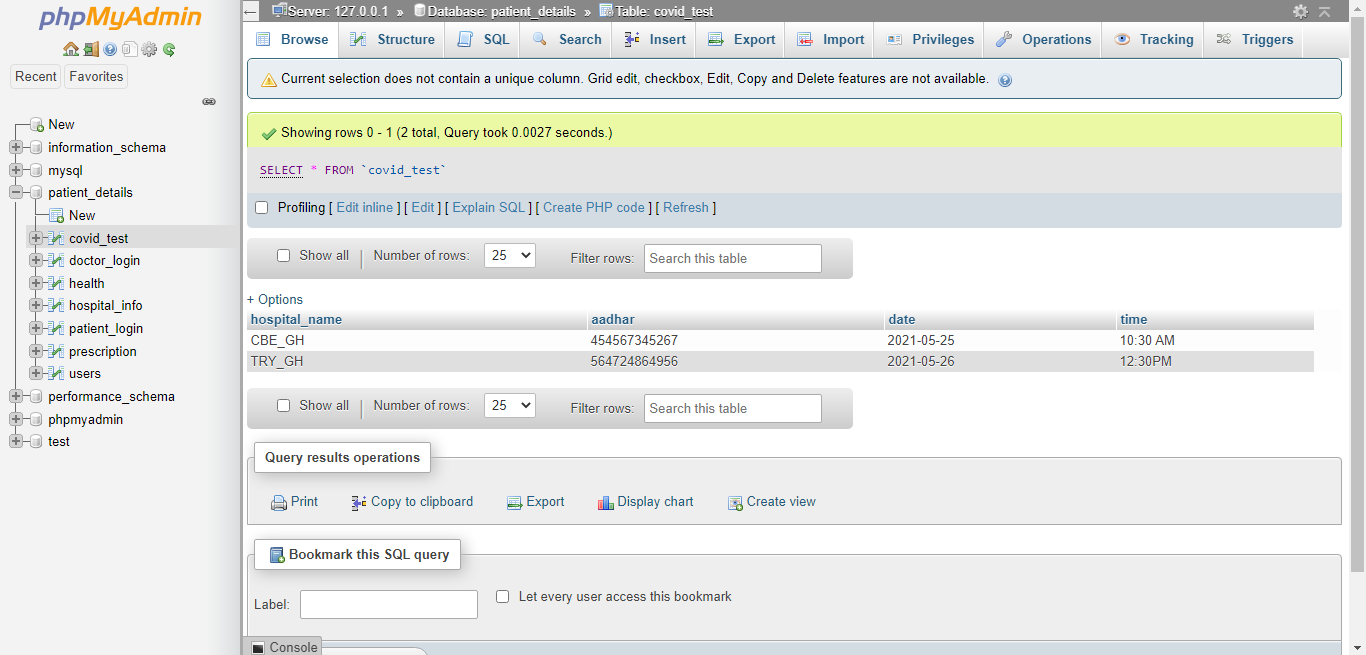 phpMyAdmin
Recent Favorites
New
information_schema
mysql
patient_details
New
covid_test
doctor_login
health
hospital_info
patient_login
prescription
users
performance_schema
phpmyadmin
test
Server: 127.0.0.1 » Database: patient_details » Table: covid_test
Browse Structure SQL Search Insert Export Import Privileges Operations Tracking Triggers
Current selection does not contain a unique column. Grid edit, checkbox, Edit, Copy and Delete features are not available.
Showing rows 0 - 1 (2 total, Query took 0.0027 seconds.)
SELECT * FROM `covid_test`
Profiling [ Edit inline ] [ Edit ] [ Explain SQL ] [ Create PHP code ] [ Refresh ]
Show all | Number of rows: 25 Filter rows: Search this table
+ Options
hospital_name aadhar date time
CBE_GH 454567345267 2021-05-25 10:30 AM
TRY_GH 564724864956 2021-05-26 12:30PM
Show all | Number of rows: 25 Filter rows: Search this table
Query results operations
Print Copy to clipboard Export Display chart Create view
Bookmark this SQL query
Label: Let every user access this bookmark
Console